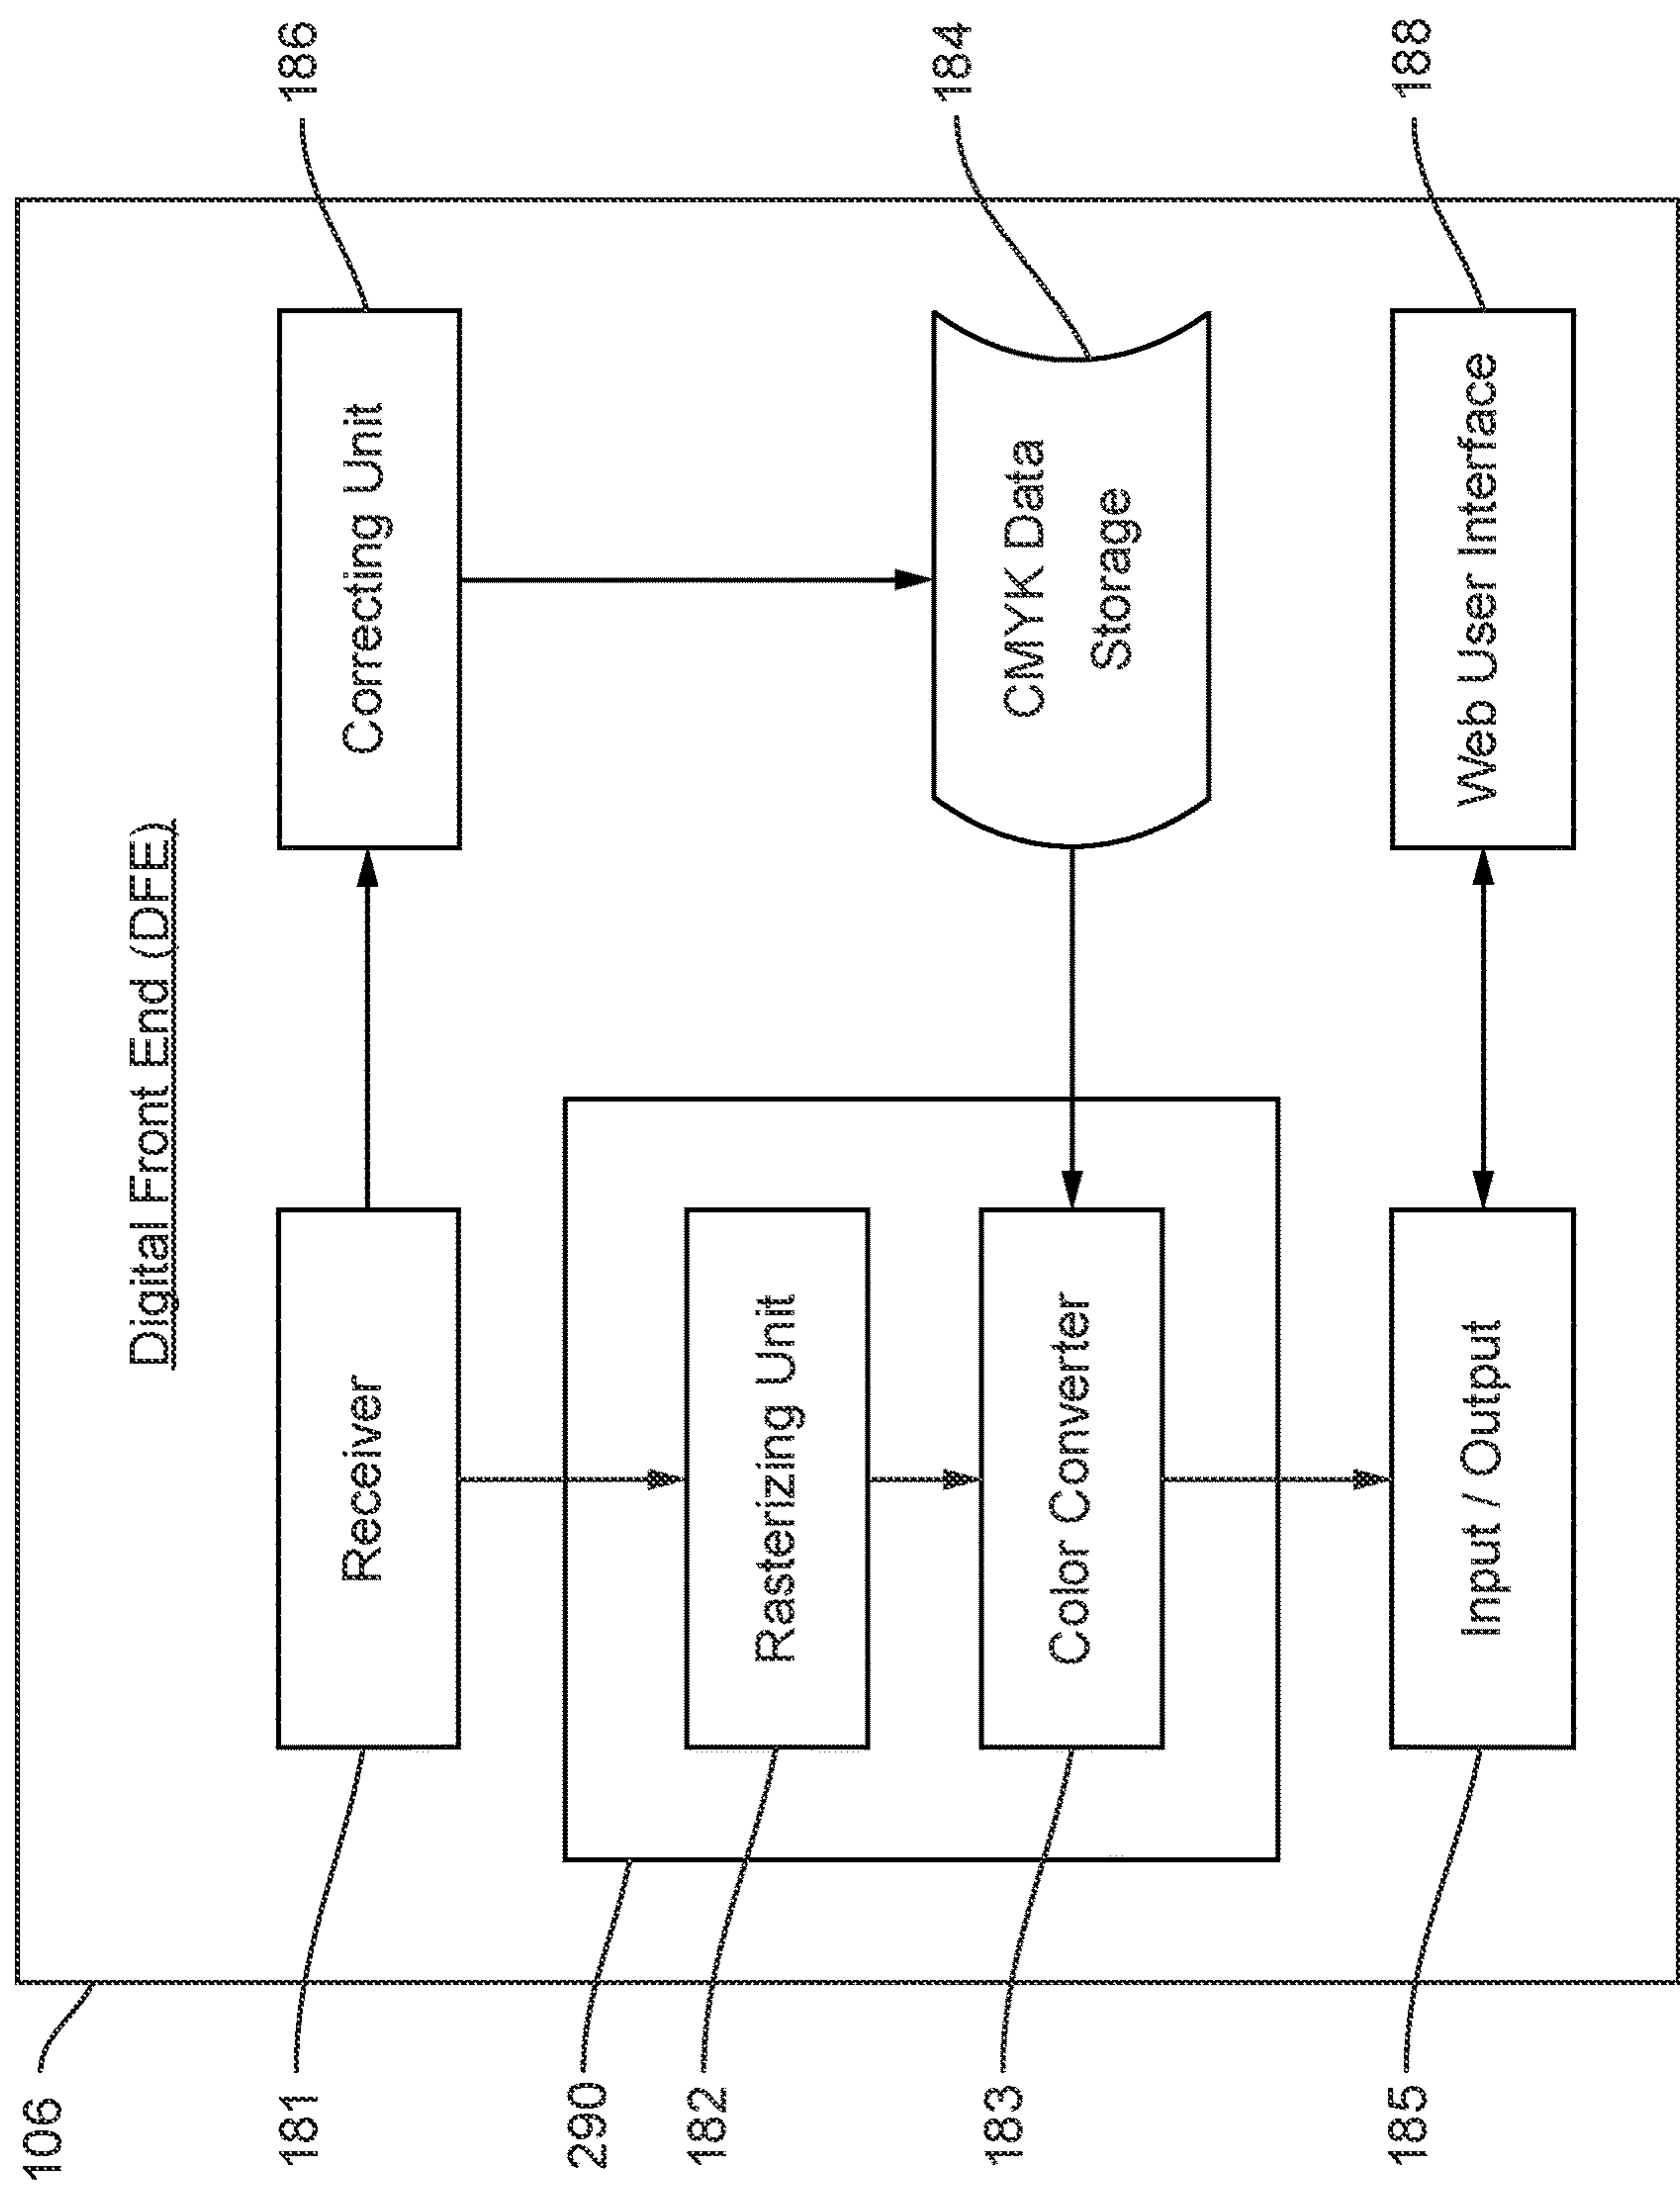 Digital Front End (DFE)
106
181
Receiver
Correcting Unit
186
290
182
Rasterizing Unit
183
Color Converter
CMYK Data
Storage
184
185
Input / Output
Web User Interface
188